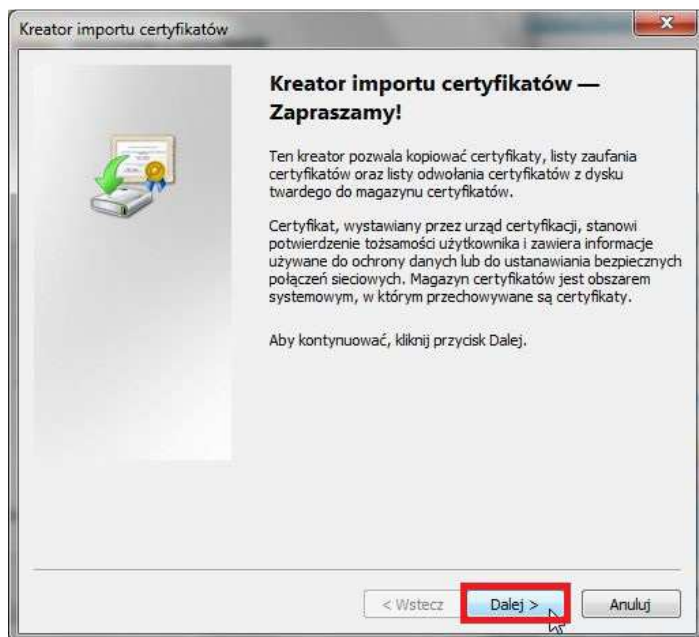 Kreator importu certyfikatów
Kreator importu certyfikatów —
Zapraszamy!
Ten kreator pozwala kopiować certyfikaty, listy zaufania
certyfikatów oraz listy odwołania certyfikatów z dysku
twardego do magazynu certyfikatów.
Certyfikat, wystawiany przez urząd certyfikacji, stanowi
potwierdzenie tożsamości użytkownika i zawiera informacje
używane do ochrony danych lub do ustanawiania bezpiecznych
połączeń sieciowych. Magazyn certyfikatów jest obszarem
systemowym, w którym przechowywane są certyfikaty.
Aby kontynuować, kliknij przycisk Dalej.
< Wstecz Dalej > Anuluj